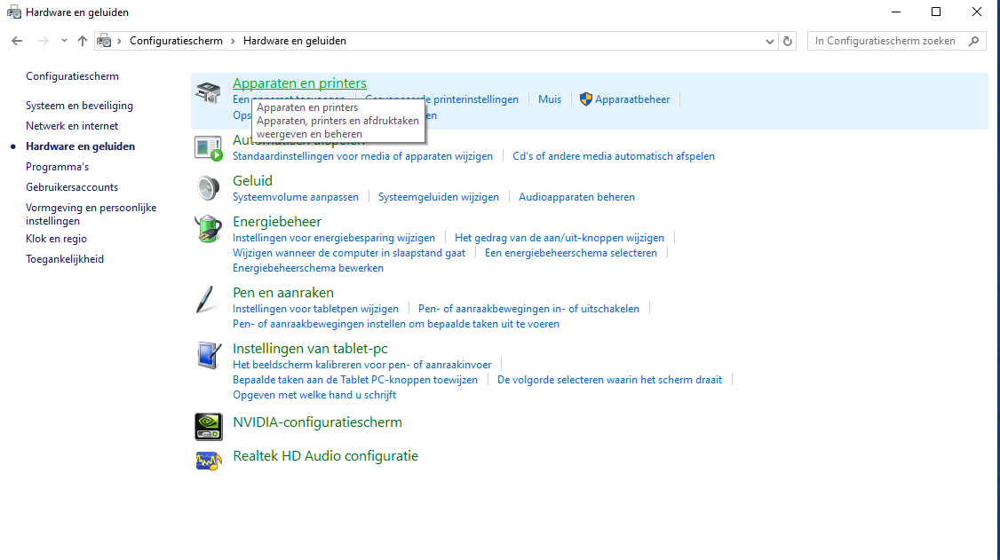 Hardware en geluiden
Configuratiescherm > Hardware en geluiden
In Configuratiescherm zoeken
Configuratiescherm
Systeem en beveiliging
Netwerk en internet
Hardware en geluiden
Programma's
Gebruikersaccounts
Vormgeving en persoonlijke
instellingen
Klok en regio
Toegankelijkheid
Apparaten en printers
Een printerinstellingen Muis Apparaatbeheer
Apparaten en printers
Apparaten, printers en afdruktaken
weergeven en beheren
Automatisch afspelen
Standaardinstellingen voor media of apparaten wijzigen Cd's of andere media automatisch afspelen
Geluid
Systeemvolume aanpassen Systeemgeluiden wijzigen Audioapparaten beheren
Energiebeheer
Instellingen voor energiebesparing wijzigen Het gedrag van de aan/uit-knoppen wijzigen
Wijzigen wanneer de computer in slaapstand gaat Een energiebeheerschema selecteren
Energiebeheerschema bewerken
Pen en aanraken
Instellingen voor tabletpen wijzigen Pen- of aanraakbewegingen in- of uitschakelen
Pen- of aanraakbewegingen instellen om bepaalde taken uit te voeren
Instellingen van tablet-pc
Het beeldscherm kalibreren voor pen- of aanraakinvoer
Bepaalde taken aan de Tablet PC-knoppen toewijzen De volgorde selecteren waarin het scherm draait
Opgeven met welke hand u schrijft
NVIDIA-configuratiescherm
Realtek HD Audio configuratie